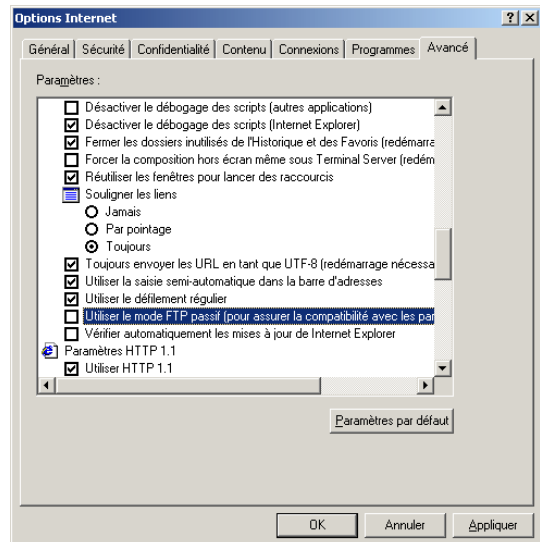 Options Internet
Général Sécurité Confidentialité Contenu Connexions Programmes Avancé
Paramètres :
Désactiver le débogage des scripts (autres applications)
Désactiver le débogage des scripts (Internet Explorer)
Fermer les dossiers inutilisés de l'Historique et des Favoris (redémarra
Forcer la composition hors écran même sous Terminal Server (redém
Réutiliser les fenêtres pour lancer des raccourcis
Souligner les liens
Jamais
Par pointage
Toujours
Toujours envoyer les URL en tant que UTF-8 (redémarrage nécessa
Utiliser la saisie semi-automatique dans la barre d'adresses
Utiliser le défilement régulier
Utiliser le mode FTP passif (pour assurer la compatibilité avec les par
Vérifier automatiquement les mises à jour de Internet Explorer
Paramètres HTTP 1.1
Utiliser HTTP 1.1
Paramètres par défaut
OK Annuler Appliquer